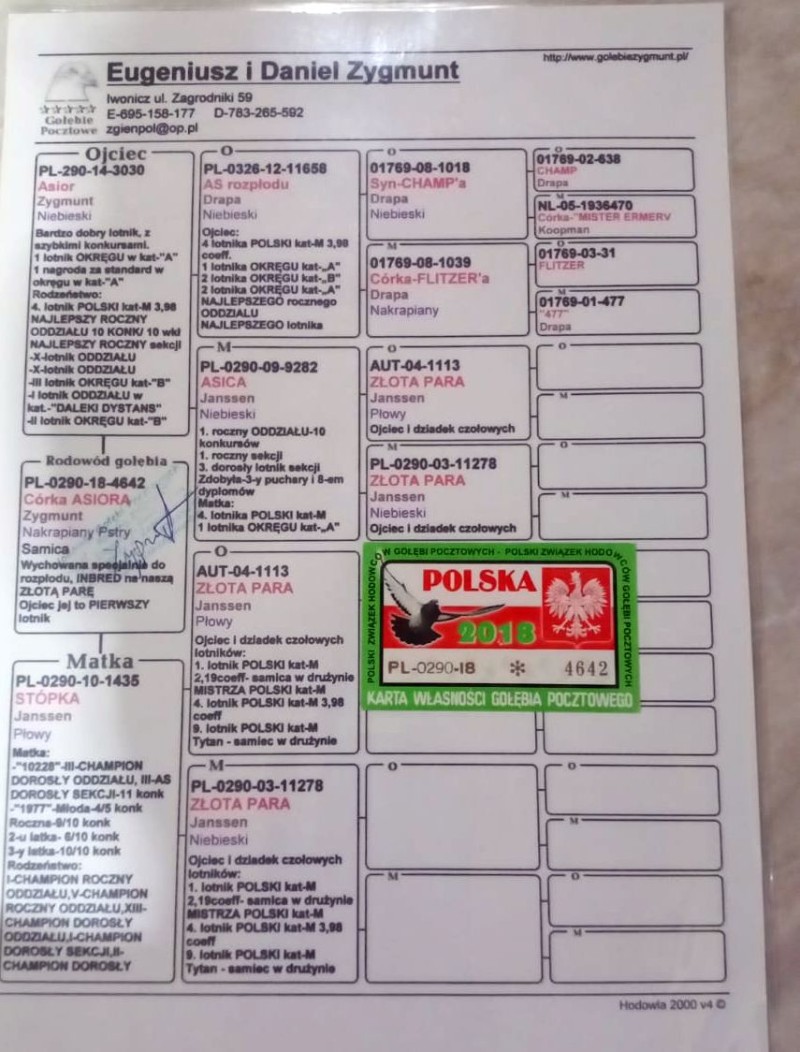 Eugeniusz i Daniel Zygmunt
http://www.golebiezygmunt.pl/
Iwonicz ul. Zagrodniki 59
E-695-158-177 D-783-265-592
zgienpol@op.pl
Gołębie
Pocztowe
Ojciec
PL-290-14-3030
Asior
Zygmunt
Niebieski
Bardzo dobry lotnik, z
szybkimi konkursami.
1 lotnik OKRĘGU w kat-"A"
1 nagroda za standard w
okręgu w kat-"A"
Rodzeństwo:
4. lotnik POLSKI kat-M 3,98
NAJLEPSZY ROCZNY
ODDZIAŁU 10 KONK/ 10 wkł
NAJLEPSZY ROCZNY sekcji
-X-lotnik ODDZIAŁU
-X-lotnik ODDZIAŁU
-III lotnik OKRĘGU kat-"B"
-I lotnik ODDZIAŁU w
kat.-"DALEKI DYSTANS"
-II lotnik OKRĘGU kat-"B"
Rodowód gołębia
PL-0290-18-4642
Córka ASIORA
Zygmunt
Nakrapiany Pstry
Samica
Wychowana specjalnie do
rozpłodu, INBRED na naszą
ZŁOTĄ PARĘ
Ojciec jej to PIERWSZY
lotnik
Matka
PL-0290-10-1435
STÓPKA
Janssen
Płowy
Matka:
-"10228"-III-CHAMPION
DOROSŁY ODDZIAŁU, III-AS
DOROSŁY SEKCJI-11 konk
-"1977"-Młoda-4/5 konk
Roczna-9/10 konk
2-u latka- 6/10 konk
3-y latka-10/10 konk
Rodzeństwo:
I-CHAMPION ROCZNY
ODDZIAŁU,V-CHAMPION
ROCZNY ODDZIAŁU,XIII-
CHAMPION DOROSŁY
ODDZIAŁU,I-CHAMPION
DOROSŁY SEKCJI,II-
CHAMPION DOROSŁY
O
PL-0326-12-11658
AS rozpłodu
Drapa
Niebieski
Ojciec:
4 lotnika POLSKI kat-M 3,98
coeff.
1 lotnika OKRĘGU kat-„A"
2 lotnika OKRĘGU kat-„B"
2 lotnika OKRĘGU kat-„A"
NAJLEPSZEGO rocznego
ODDZIALU
NAJLEPSZEGO lotnika
M
PL-0290-09-9282
ASICA
Janssen
Niebieski
1. roczny ODDZIAŁU-10
konkursów
1. roczny sekcji
3. dorosły lotnik sekcji
Zdobyła-3-y puchary i 8-em
dyplomów
Matka:
4. lotnika POLSKI kat-M
1 lotnika OKRĘGU kat-„A"
O
AUT-04-1113
ZŁOTA PARA
Janssen
Płowy
Ojciec i dziadek czołowych
lotników:
1. lotnik POLSKI kat-M
2,19coeff- samica w drużynie
MISTRZA POLSKI kat-M
4. lotnik POLSKI kat-M 3,98
coeff
9. lotnik POLSKI kat-M
Tytan - samiec w drużynie
M
PL-0290-03-11278
ZŁOTA PARA
Janssen
Niebieski
Ojciec i dziadek czołowych
lotników:
1. lotnik POLSKI kat-M
2,19coeff- samica w drużynie
MISTRZA POLSKI kat-M
4. lotnik POLSKI kat-M 3,98
coeff
9. lotnik POLSKI kat-M
Tytan - samiec w drużynie
O
01769-08-1018
Syn-CHAMP'a
Drapa
Niebieski
M
01769-08-1039
Córka-FLITZER'a
Drapa
Nakrapiany
O
AUT-04-1113
ZŁOTA PARA
Janssen
Płowy
Ojciec i dziadek czołowych
M
PL-0290-03-11278
ZŁOTA PARA
Janssen
Niebieski
Ojciec i dziadek czołowych
O
M
O
01769-02-638
CHAMP
Drapa
M
NL-05-1936470
Córka-"MISTER ERMERV
Koopman
O
01769-03-31
FLITZER
M
01769-01-477
"477"
Drapa
O
M
O
M
O
M
O
M
POLSKI ZWIĄZEK HODOWCÓW GOŁĘBI POCZTOWYCH - POLSKI ZWIĄZEK HODOWCÓW GOŁĘBI POCZTOWYCH
POLSKA
2018
PL-0290-18 * 4642
KARTA WŁASNOŚCI GOŁĘBIA POCZTOWEGO
Hodowla 2000 v4 ©